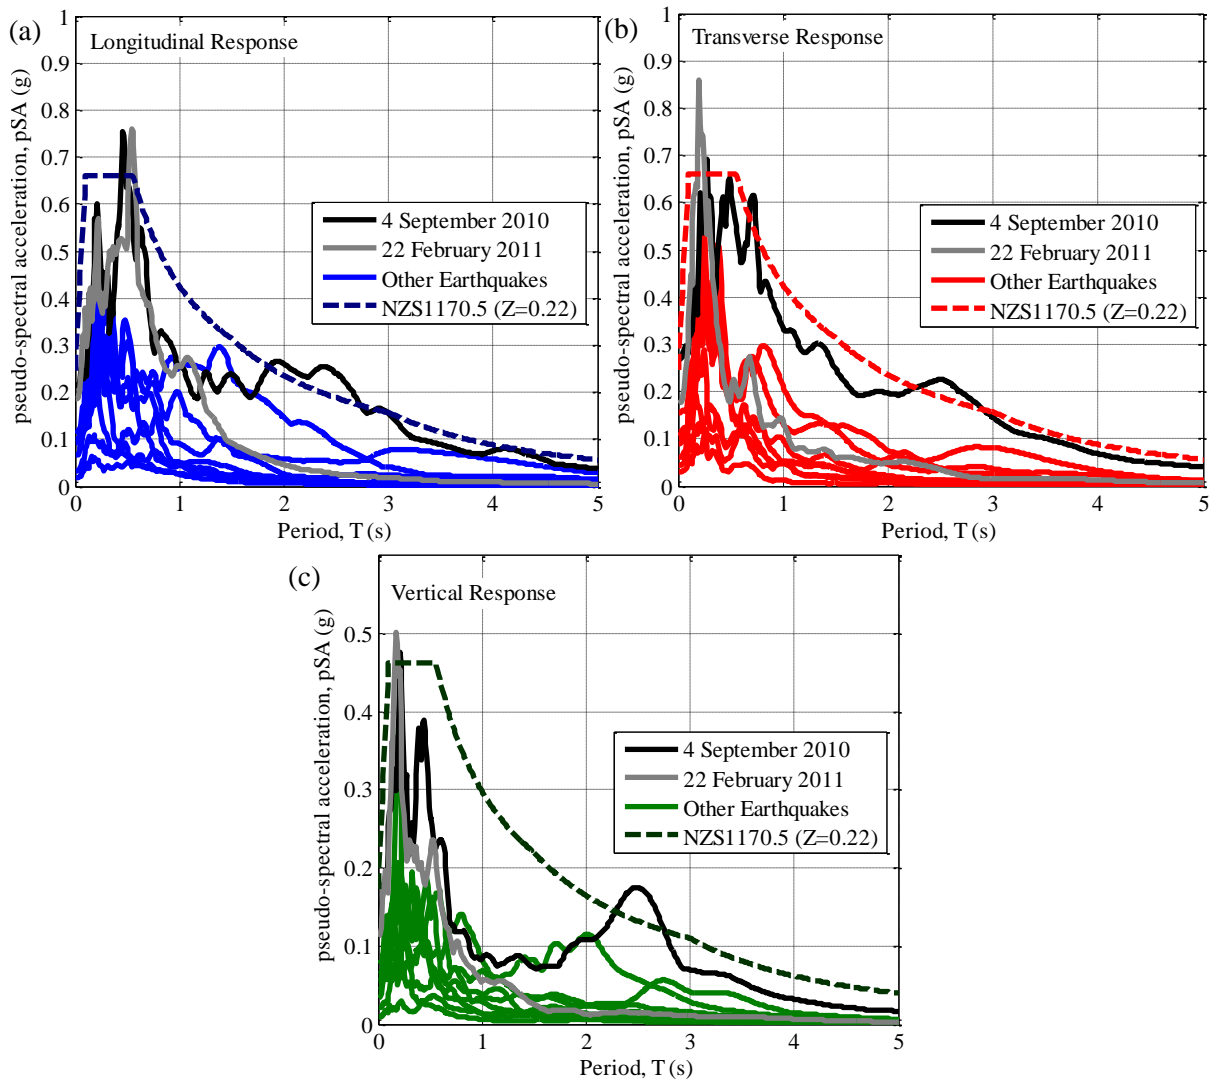 (a)
Longitudinal Response
pseudo-spectral acceleration, pSA (g)
1
0.9
0.8
0.7
0.6
0.5
0.4
0.3
0.2
0.1
0
4 September 2010
22 February 2011
Other Earthquakes
NZS1170.5 (Z=0.22)
0 1 2 3 4 5
Period, T (s)
(b)
Transverse Response
pseudo-spectral acceleration, pSA (g)
1
0.9
0.8
0.7
0.6
0.5
0.4
0.3
0.2
0.1
0
4 September 2010
22 February 2011
Other Earthquakes
NZS1170.5 (Z=0.22)
0 1 2 3 4 5
Period, T (s)
(c)
Vertical Response
pseudo-spectral acceleration, pSA (g)
0.5
0.4
0.3
0.2
0.1
0
4 September 2010
22 February 2011
Other Earthquakes
NZS1170.5 (Z=0.22)
0 1 2 3 4 5
Period, T (s)